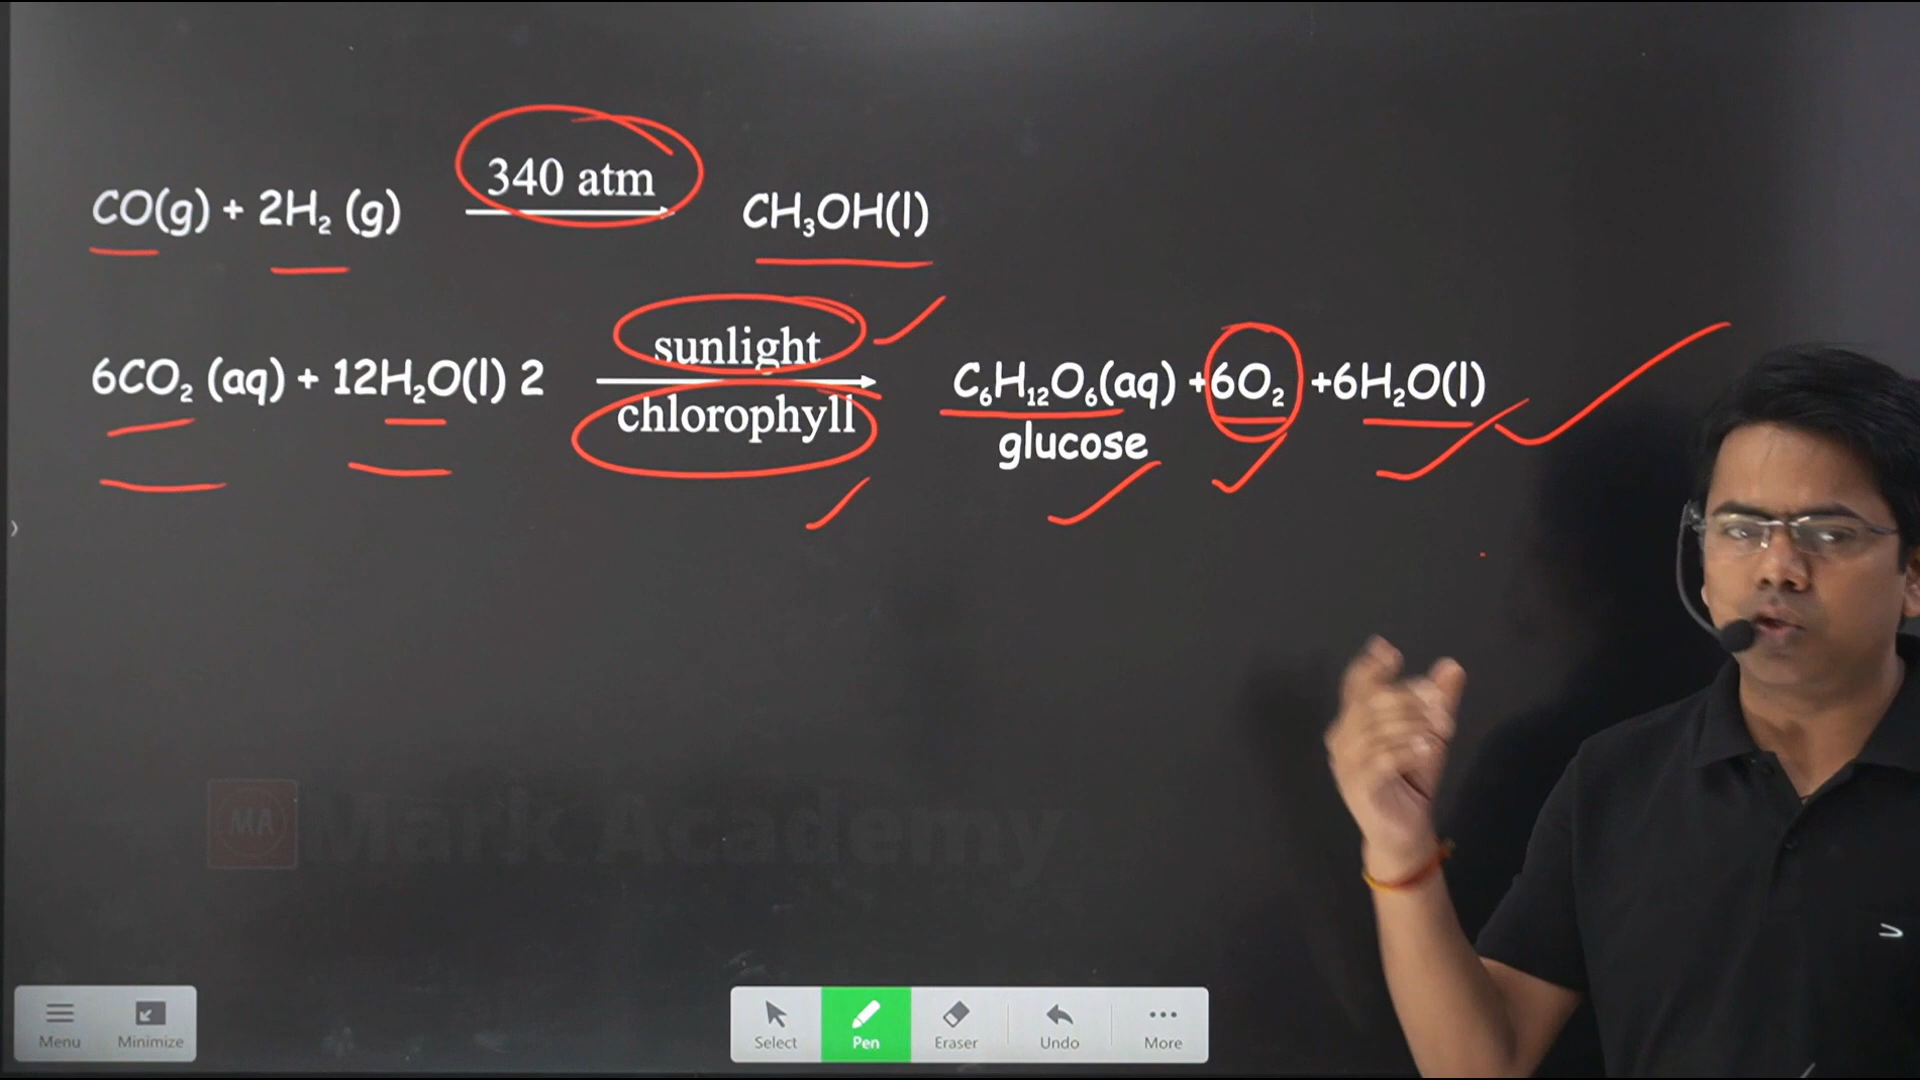 340 atm
CO(g) + 2H₂ (g) CH₃OH(l)
sunlight
6CO₂ (aq) + 12H₂O(l) 2 C₆H₁₂O₆(aq) +6O₂ +6H₂O(l)
chlorophyll
glucose
MA Mark Academy
Menu Minimize Select Pen Eraser Undo More